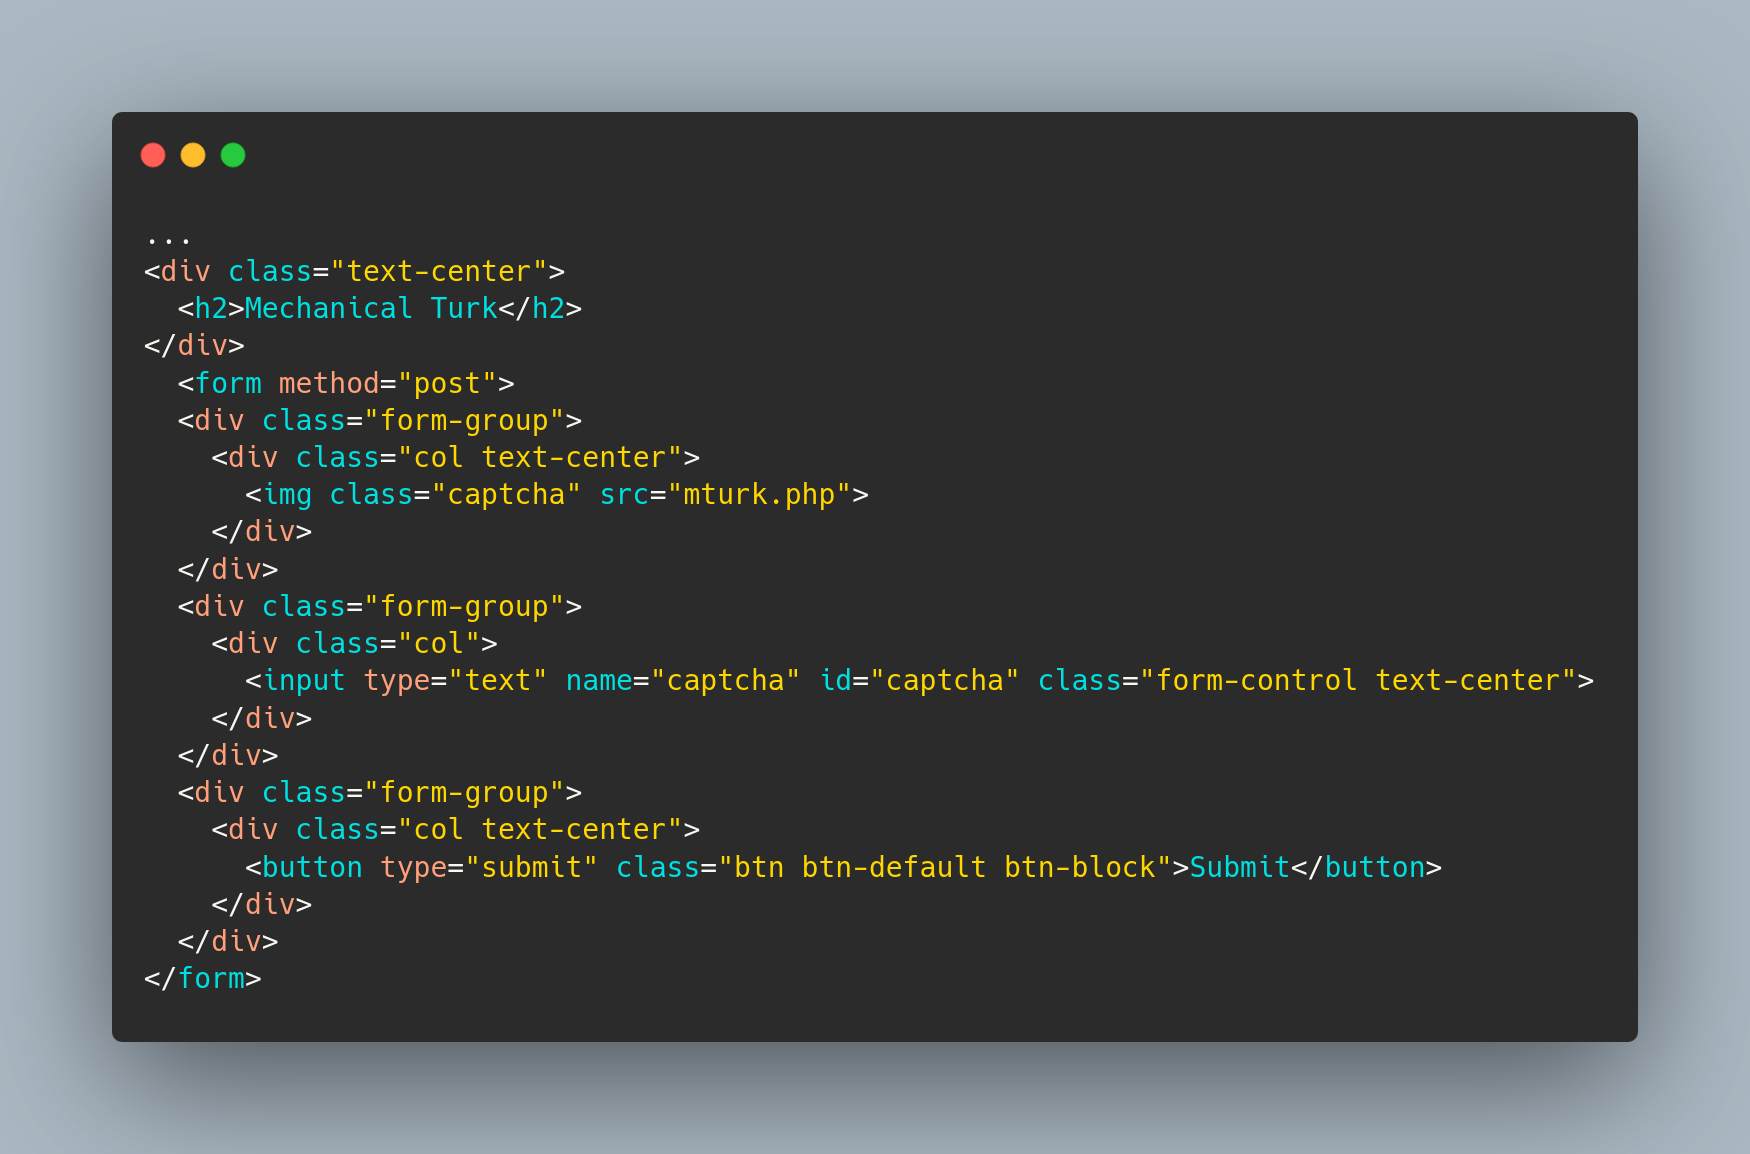 ...
<div class="text-center">
  <h2>Mechanical Turk</h2>
</div>
  <form method="post">
  <div class="form-group">
    <div class="col text-center">
      <img class="captcha" src="mturk.php">
    </div>
  </div>
  <div class="form-group">
    <div class="col">
      <input type="text" name="captcha" id="captcha" class="form-control text-center">
    </div>
  </div>
  <div class="form-group">
    <div class="col text-center">
      <button type="submit" class="btn btn-default btn-block">Submit</button>
    </div>
  </div>
</form>